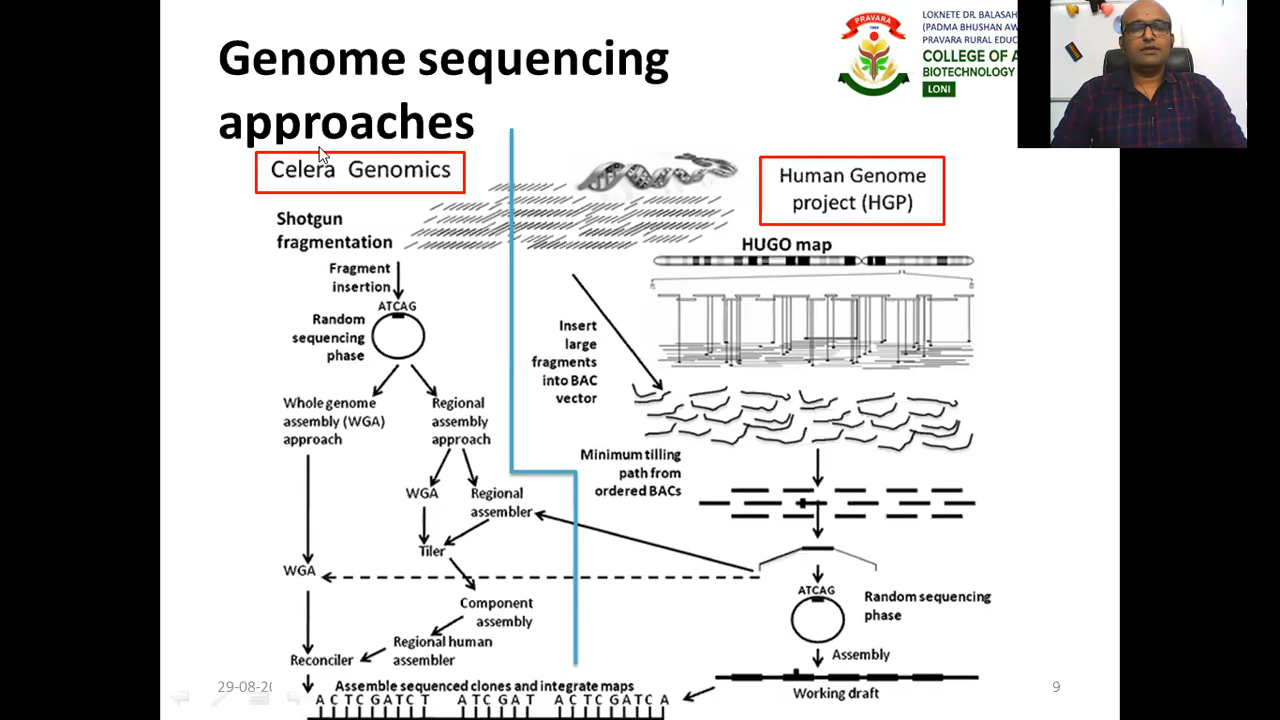 Genome sequencing
approaches
PRAVARA
LOKNETE DR. BALASAH
(PADMA BHUSHAN AW
PRAVARA RURAL EDUC
COLLEGE OF A
BIOTECHNOLOGY
LONI
Celera Genomics
Human Genome
project (HGP)
Shotgun
fragmentation
HUGO map
Fragment
insertion
ATCAG
Random
sequencing
phase
Insert
large
fragments
into BAC
vector
Whole genome
assembly (WGA)
approach
Regional
assembly
approach
Minimum tilling
path from
ordered BACs
WGA
Regional
assembler
Tiler
WGA
ATCAG
Random sequencing
phase
Component
assembly
Regional human
assembler
Reconciler
Assembly
Assemble sequenced clones and integrate maps
A C T C G A T C T A T C G A T A C T C G A T C A
Working draft
29-08-20
9